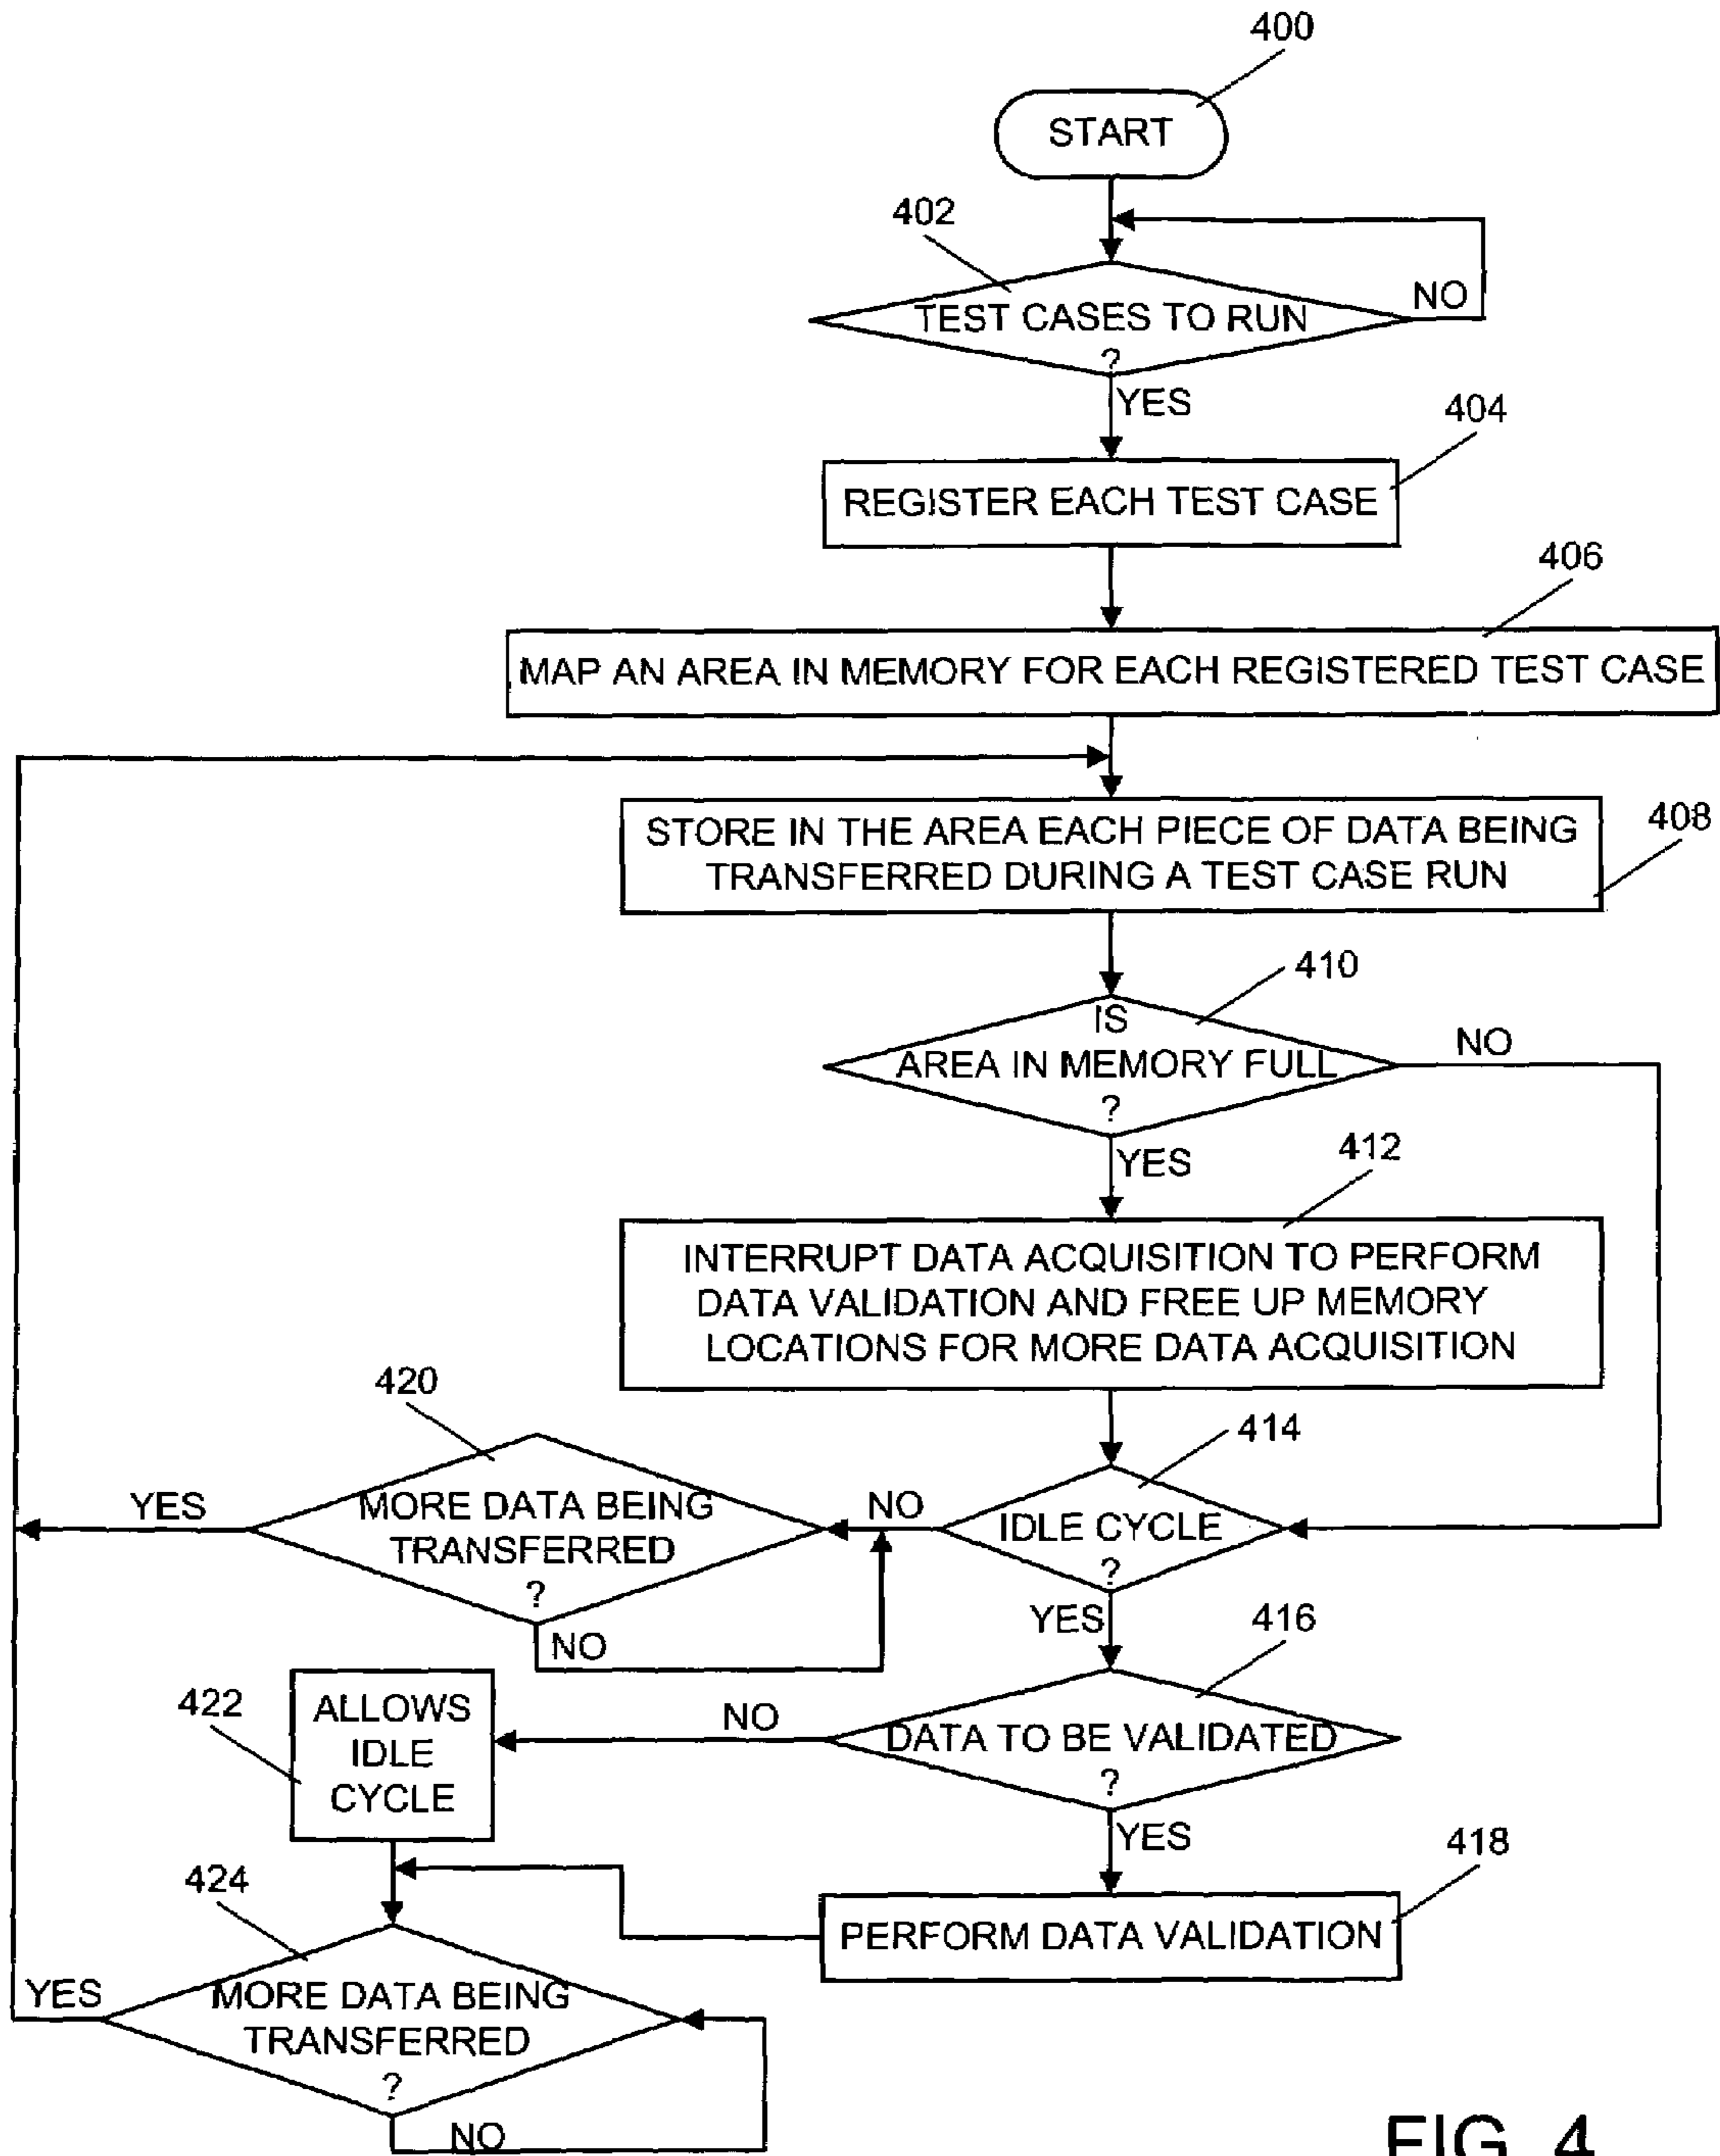 400
START
402
TEST CASES TO RUN
?
NO
YES
404
REGISTER EACH TEST CASE
406
MAP AN AREA IN MEMORY FOR EACH REGISTERED TEST CASE
STORE IN THE AREA EACH PIECE OF DATA BEING
TRANSFERRED DURING A TEST CASE RUN
408
410
IS
AREA IN MEMORY FULL
?
NO
YES
412
INTERRUPT DATA ACQUISITION TO PERFORM
DATA VALIDATION AND FREE UP MEMORY
LOCATIONS FOR MORE DATA ACQUISITION
420
414
YES
MORE DATA BEING
TRANSFERRED
?
NO
NO
IDLE CYCLE
?
YES
416
422
ALLOWS
IDLE
CYCLE
NO
DATA TO BE VALIDATED
?
YES
418
424
PERFORM DATA VALIDATION
YES
MORE DATA BEING
TRANSFERRED
?
NO
FIG. 4